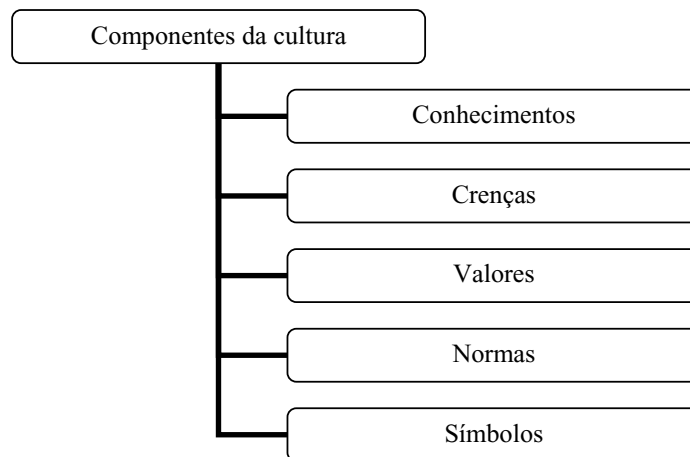 Componentes da cultura
Conhecimentos
Crenças
Valores
Normas
Símbolos